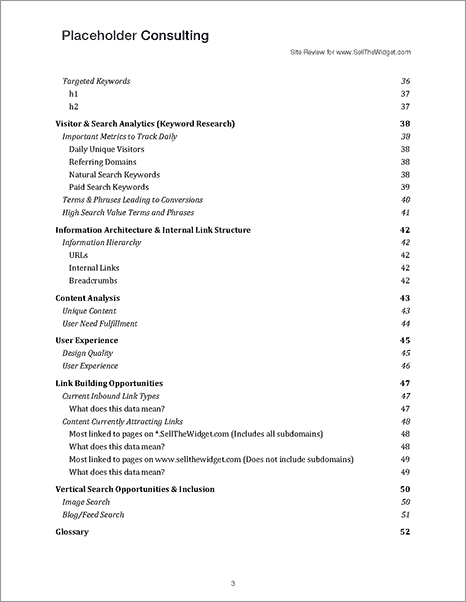 Placeholder Consulting
Site Review for www.SellTheWidget.com
Targeted Keywords 36
h1 37
h2 37
Visitor & Search Analytics (Keyword Research) 38
Important Metrics to Track Daily 38
Daily Unique Visitors 38
Referring Domains 38
Natural Search Keywords 38
Paid Search Keywords 39
Terms & Phrases Leading to Conversions 40
High Search Value Terms and Phrases 41
Information Architecture & Internal Link Structure 42
Information Hierarchy 42
URLs 42
Internal Links 42
Breadcrumbs 42
Content Analysis 43
Unique Content 43
User Need Fulfillment 44
User Experience 45
Design Quality 45
User Experience 46
Link Building Opportunities 47
Current Inbound Link Types 47
What does this data mean? 47
Content Currently Attracting Links 48
Most linked to pages on *.SellTheWidget.com (Includes all subdomains) 48
What does this data mean? 48
Most linked to pages on www.sellthewidget.com (Does not include subdomains) 49
What does this data mean? 49
Vertical Search Opportunities & Inclusion 50
Image Search 50
Blog/Feed Search 51
Glossary 52
3